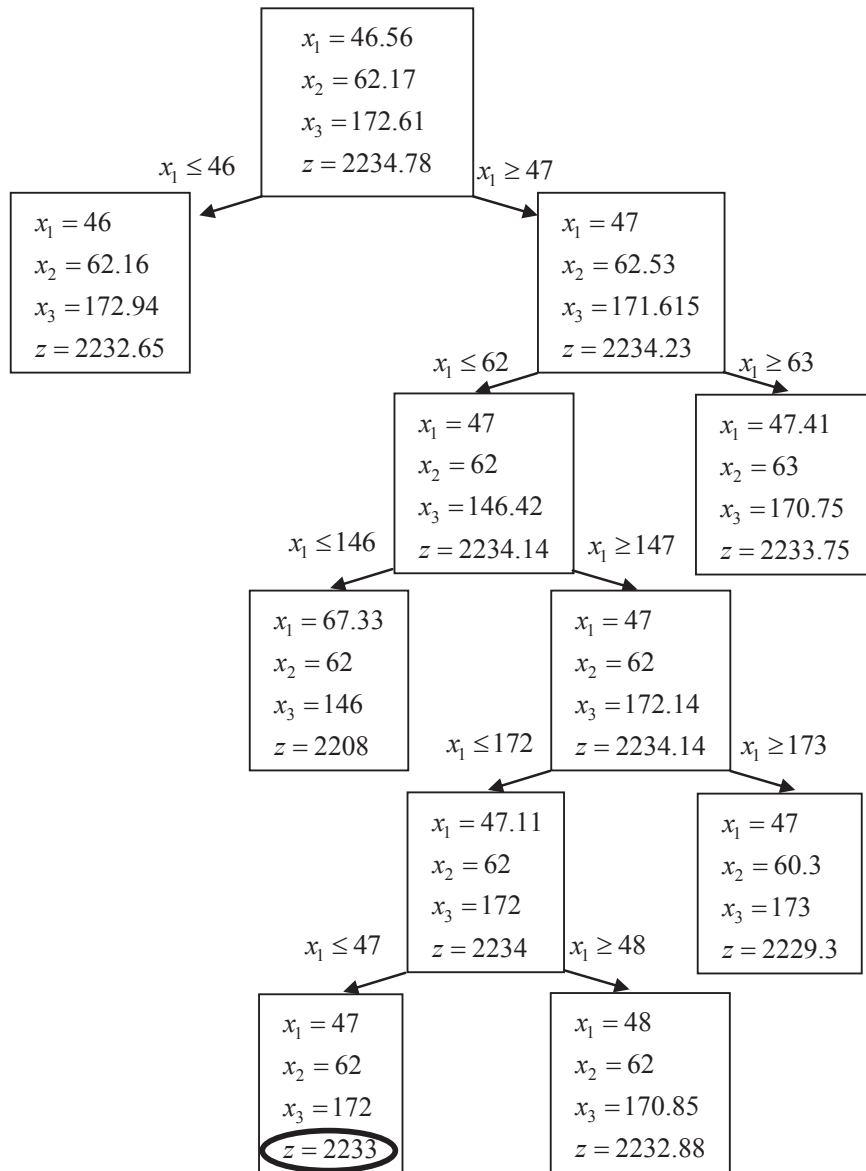 x₁ = 46.56
x₂ = 62.17
x₃ = 172.61
z = 2234.78
x₁ ≤ 46
x₁ ≥ 47
x₁ = 46
x₂ = 62.16
x₃ = 172.94
z = 2232.65
x₁ = 47
x₂ = 62.53
x₃ = 171.615
z = 2234.23
x₁ ≤ 62
x₁ ≥ 63
x₁ = 47
x₂ = 62
x₃ = 146.42
z = 2234.14
x₁ = 47.41
x₂ = 63
x₃ = 170.75
z = 2233.75
x₁ ≤ 146
x₁ ≥ 147
x₁ = 67.33
x₂ = 62
x₃ = 146
z = 2208
x₁ = 47
x₂ = 62
x₃ = 172.14
z = 2234.14
x₁ ≤ 172
x₁ ≥ 173
x₁ = 47.11
x₂ = 62
x₃ = 172
z = 2234
x₁ = 47
x₂ = 60.3
x₃ = 173
z = 2229.3
x₁ ≤ 47
x₁ ≥ 48
x₁ = 47
x₂ = 62
x₃ = 172
z = 2233
x₁ = 48
x₂ = 62
x₃ = 170.85
z = 2232.88